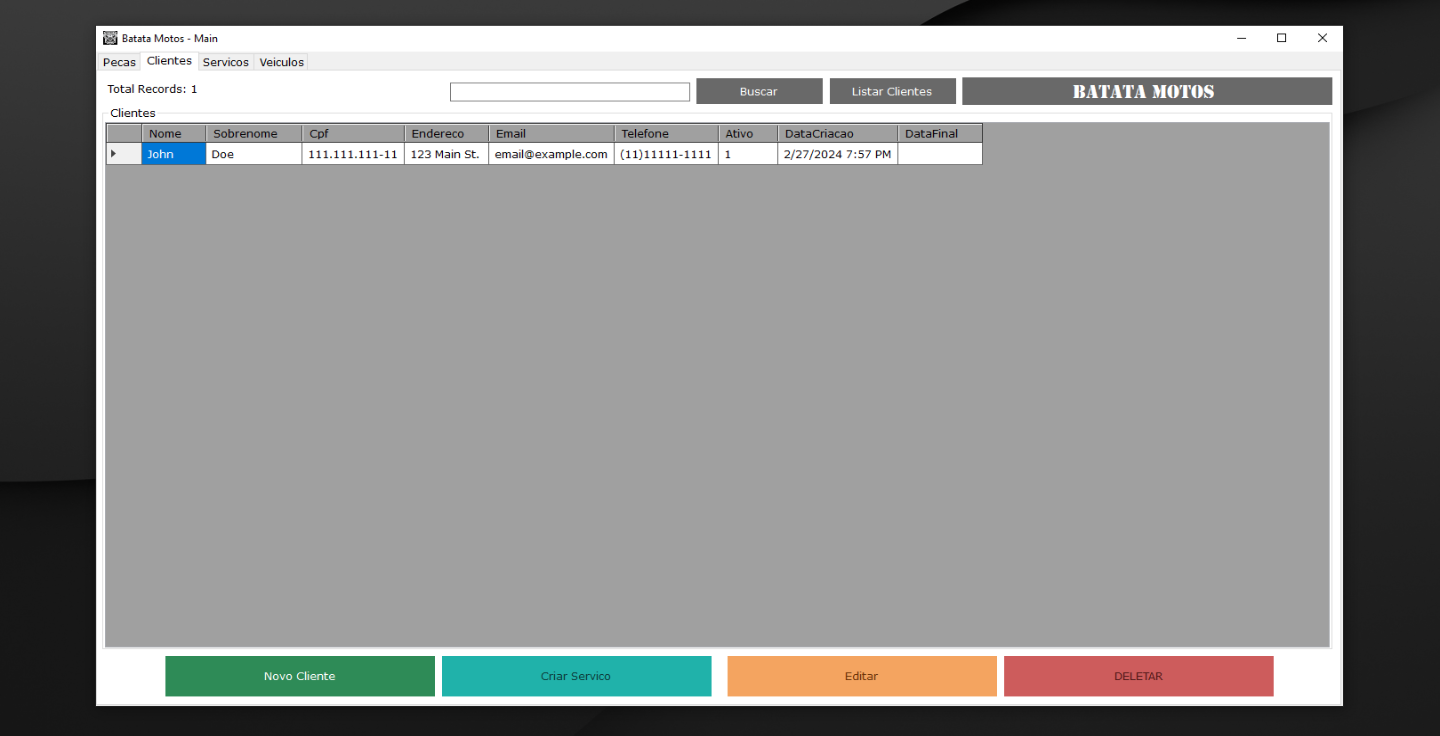 Batata Motos - Main
Pecas Clientes Servicos Veiculos
Total Records: 1 Buscar Listar Clientes BATATA MOTOS
Clientes
Nome Sobrenome Cpf Endereco Email Telefone Ativo DataCriacao DataFinal
John Doe 111.111.111-11 123 Main St. email@example.com (11)11111-1111 1 2/27/2024 7:57 PM
Novo Cliente Criar Servico Editar DELETAR